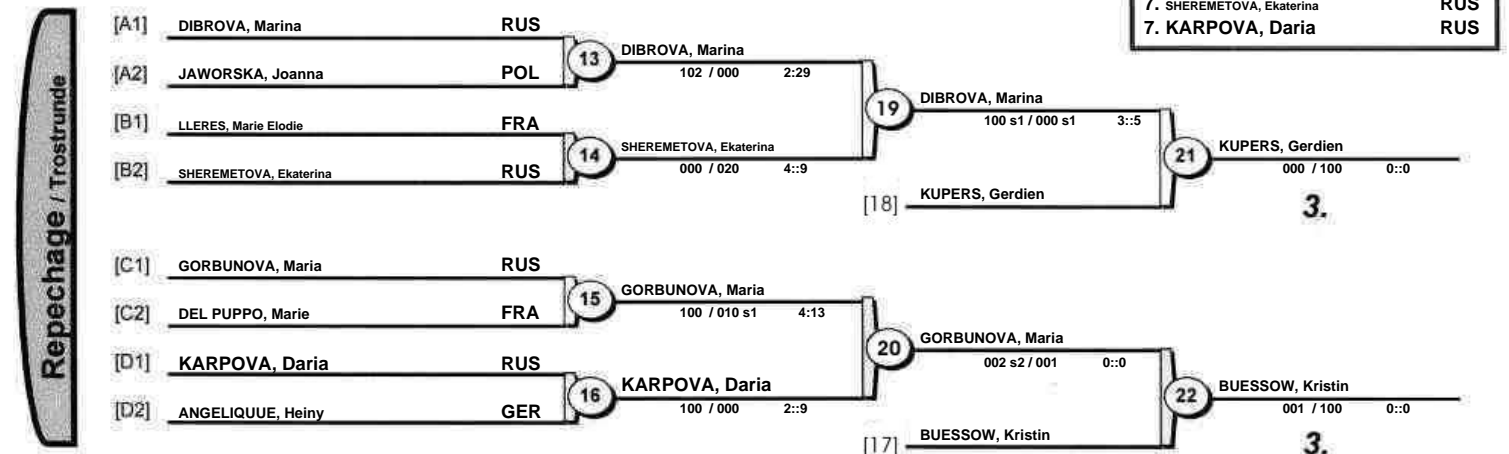 7. SHEREMETOVA, Ekaterina RUS
7. KARPOVA, Daria RUS
Repechage / Trostrunde
[A1] DIBROVA, Marina RUS
13 DIBROVA, Marina
102 / 000 2:29
[A2] JAWORSKA, Joanna POL
19 DIBROVA, Marina
100 s1 / 000 s1 3::5
[B1] LLERES, Marie Elodie FRA
14 SHEREMETOVA, Ekaterina
000 / 020 4::9
[B2] SHEREMETOVA, Ekaterina RUS
21 KUPERS, Gerdien
000 / 100 0::0
3.
[18] KUPERS, Gerdien
[C1] GORBUNOVA, Maria RUS
15 GORBUNOVA, Maria
100 / 010 s1 4:13
[C2] DEL PUPPO, Marie FRA
20 GORBUNOVA, Maria
002 s2 / 001 0::0
[D1] KARPOVA, Daria RUS
16 KARPOVA, Daria
100 / 000 2::9
[D2] ANGELIQUUE, Heiny GER
22 BUESSOW, Kristin
001 / 100 0::0
3.
[17] BUESSOW, Kristin